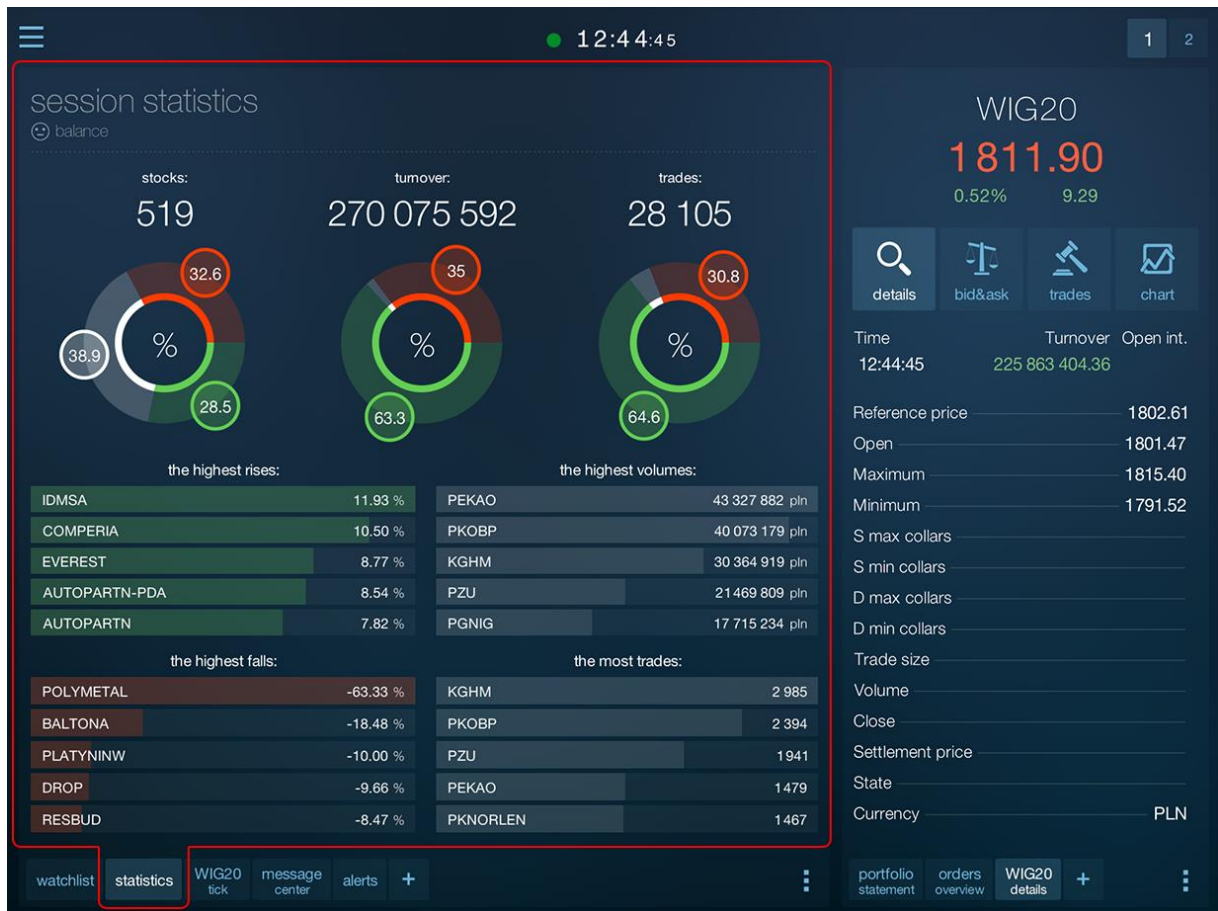 12:44:45
1 2
session statistics
balance
stocks: turnover: trades:
519 270 075 592 28 105
32.6 35 30.8
% % %
38.9
28.5 63.3 64.6
the highest rises: the highest volumes:
IDMSA 11.93 % PEKAO 43 327 882 pln
COMPERIA 10.50 % PKOBP 40 073 179 pln
EVEREST 8.77 % KGHM 30 364 919 pln
AUTOPARTN-PDA 8.54 % PZU 21 469 809 pln
AUTOPARTN 7.82 % PGNIG 17 715 234 pln
the highest falls: the most trades:
POLYMETAL -63.33 % KGHM 2 985
BALTONA -18.48 % PKOBP 2 394
PLATYNINW -10.00 % PZU 1 941
DROP -9.66 % PEKAO 1 479
RESBUD -8.47 % PKNORLEN 1 467
watchlist statistics WIG20 tick message center alerts +
WIG20
1 811.90
0.52% 9.29
details bid&ask trades chart
Time Turnover Open int.
12:44:45 225 863 404.36
Reference price 1802.61
Open 1801.47
Maximum 1815.40
Minimum 1791.52
S max collars
S min collars
D max collars
D min collars
Trade size
Volume
Close
Settlement price
State
Currency PLN
portfolio statement orders overview WIG20 details +